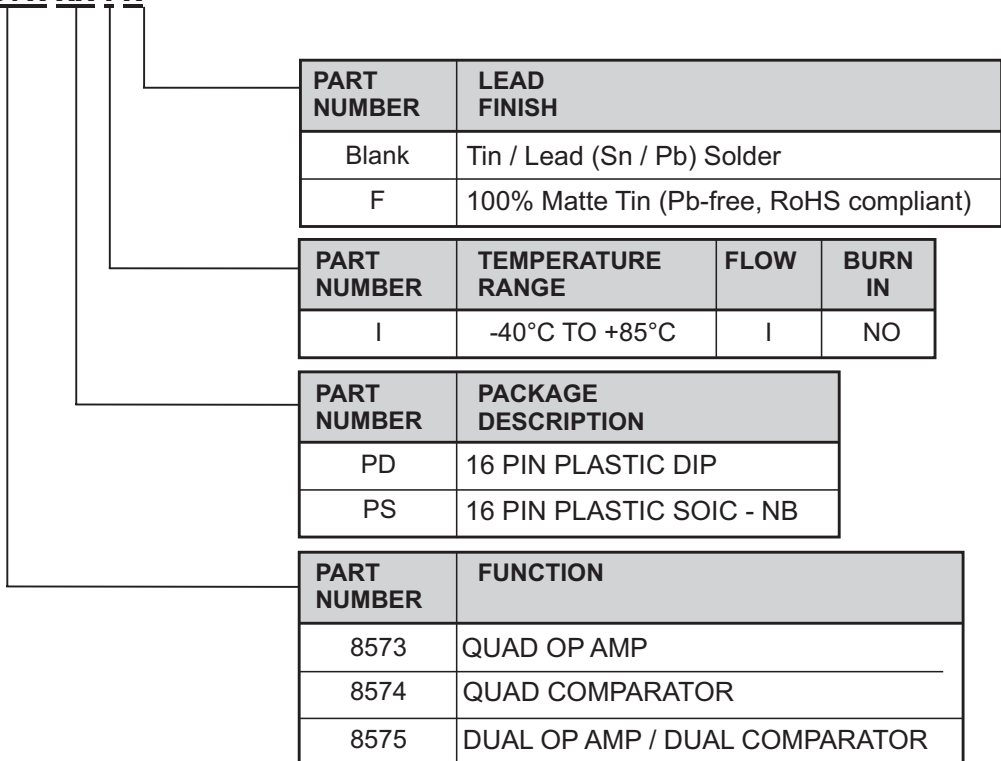 PART NUMBER LEAD FINISH
Blank Tin / Lead (Sn / Pb) Solder
F 100% Matte Tin (Pb-free, RoHS compliant)
PART NUMBER TEMPERATURE RANGE FLOW BURN IN
I -40°C TO +85°C I NO
PART NUMBER PACKAGE DESCRIPTION
PD 16 PIN PLASTIC DIP
PS 16 PIN PLASTIC SOIC - NB
PART NUMBER FUNCTION
8573 QUAD OP AMP
8574 QUAD COMPARATOR
8575 DUAL OP AMP / DUAL COMPARATOR